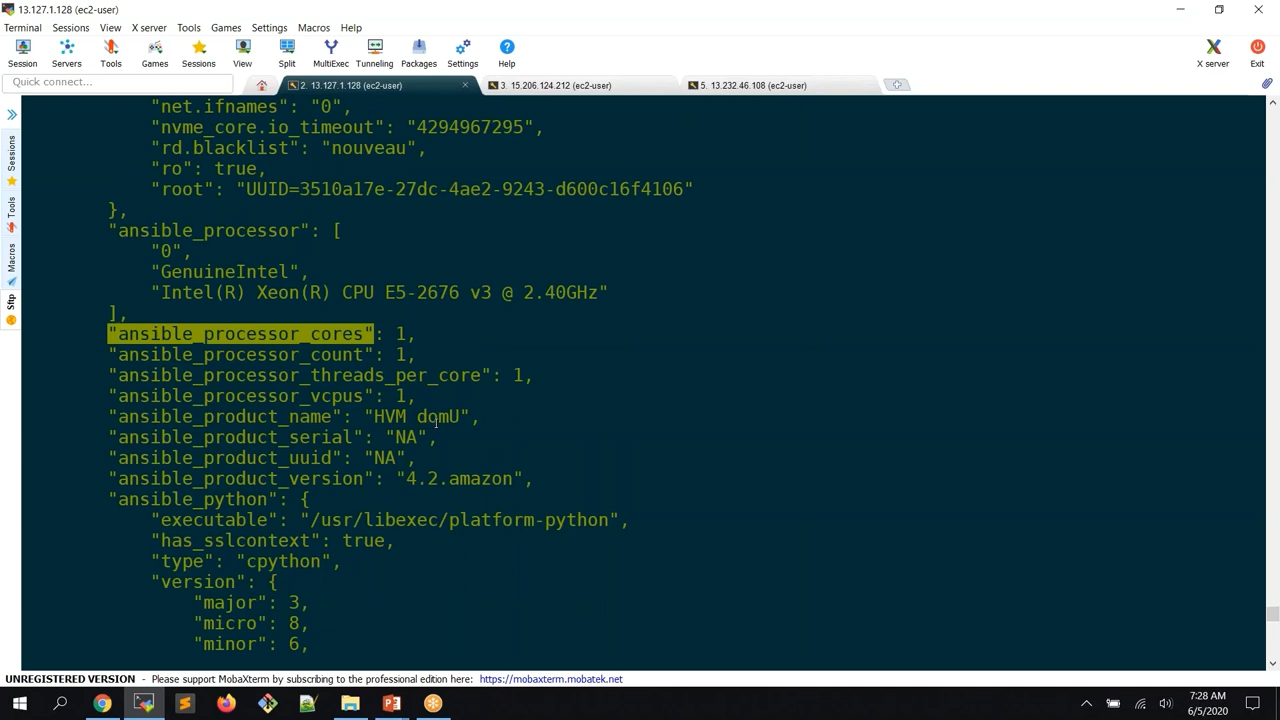 13.127.1.128 (ec2-user)
Terminal Sessions View X server Tools Games Settings Macros Help
Session Servers Tools Games Sessions View Split MultiExec Tunneling Packages Settings Help X server Exit
Quick connect...
2. 13.127.1.128 (ec2-user)
3. 15.206.124.212 (ec2-user)
5. 13.232.46.108 (ec2-user)
Sessions
Tools
Macros
Sftp
"net.ifnames": "0",
"nvme_core.io_timeout": "4294967295",
"rd.blacklist": "nouveau",
"ro": true,
"root": "UUID=3510a17e-27dc-4ae2-9243-d600c16f4106"
},
"ansible_processor": [
"0",
"GenuineIntel",
"Intel(R) Xeon(R) CPU E5-2676 v3 @ 2.40GHz"
],
"ansible_processor_cores": 1,
"ansible_processor_count": 1,
"ansible_processor_threads_per_core": 1,
"ansible_processor_vcpus": 1,
"ansible_product_name": "HVM domU",
"ansible_product_serial": "NA",
"ansible_product_uuid": "NA",
"ansible_product_version": "4.2.amazon",
"ansible_python": {
"executable": "/usr/libexec/platform-python",
"has_sslcontext": true,
"type": "cpython",
"version": {
"major": 3,
"micro": 8,
"minor": 6,
UNREGISTERED VERSION - Please support MobaXterm by subscribing to the professional edition here: https://mobaxterm.mobatek.net
7:28 AM
6/5/2020